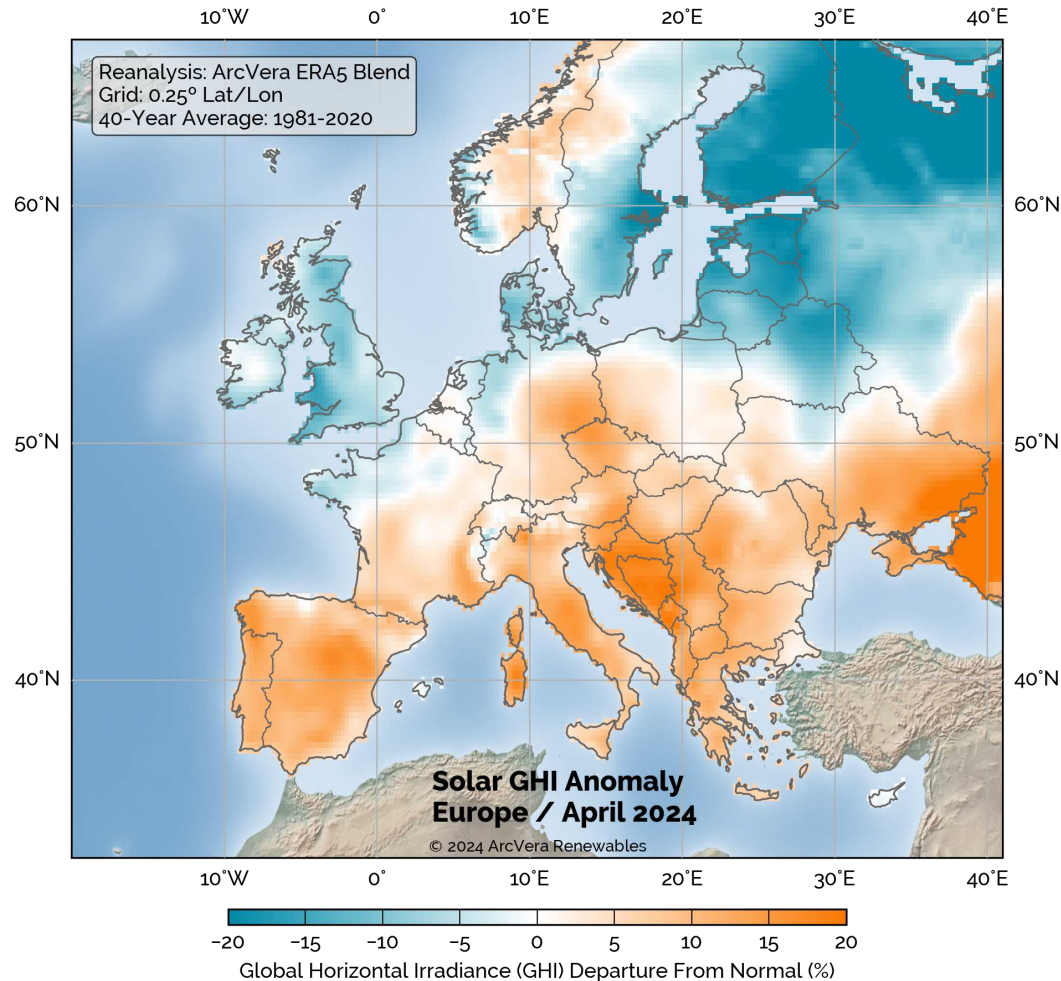 10°W 0° 10°E 20°E 30°E 40°E
Reanalysis: ArcVera ERA5 Blend
Grid: 0.25º Lat/Lon
40-Year Average: 1981-2020
60°N 60°N
50°N 50°N
40°N 40°N
Solar GHI Anomaly
Europe / April 2024
© 2024 ArcVera Renewables
10°W 0° 10°E 20°E 30°E 40°E
−20 −15 −10 −5 0 5 10 15 20
Global Horizontal Irradiance (GHI) Departure From Normal (%)